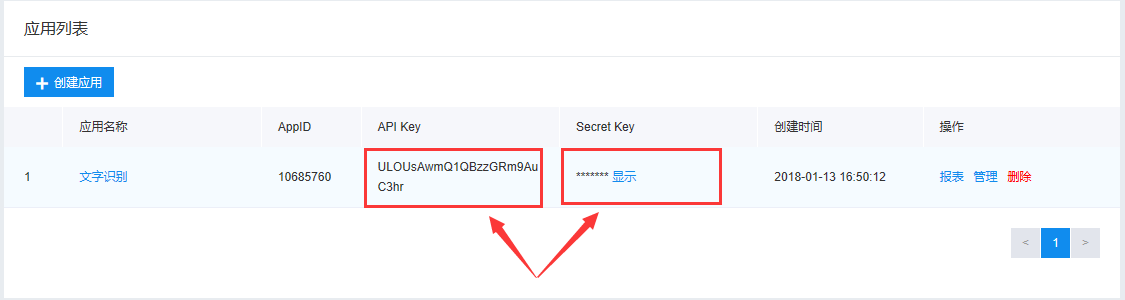 应用列表
创建应用
应用名称 AppID API Key Secret Key 创建时间 操作
1 文字识别 10685760 ULOUsAwmQ1QBzzGRm9Au ******* 显示 2018-01-13 16:50:12 报表 管理 删除
C3hr
< 1 >